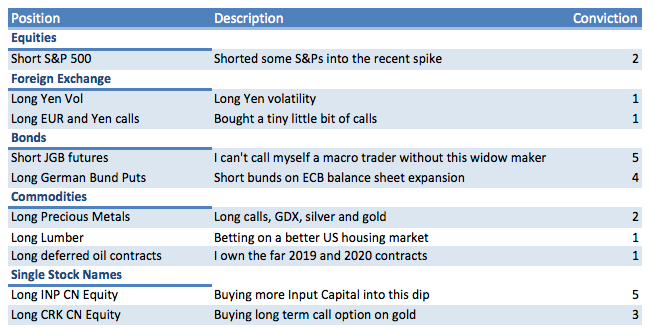 Position Description Conviction
Equities
Short S&P 500 Shorted some S&Ps into the recent spike 2
Foreign Exchange
Long Yen Vol Long Yen volatility 1
Long EUR and Yen calls Bought a tiny little bit of calls 1
Bonds
Short JGB futures I can't call myself a macro trader without this widow maker 5
Long German Bund Puts Short bunds on ECB balance sheet expansion 4
Commodities
Long Precious Metals Long calls, GDX, silver and gold 2
Long Lumber Betting on a better US housing market 1
Long deferred oil contracts I own the far 2019 and 2020 contracts 1
Single Stock Names
Long INP CN Equity Buying more Input Capital into this dip 5
Long CRK CN Equity Buying long term call option on gold 3